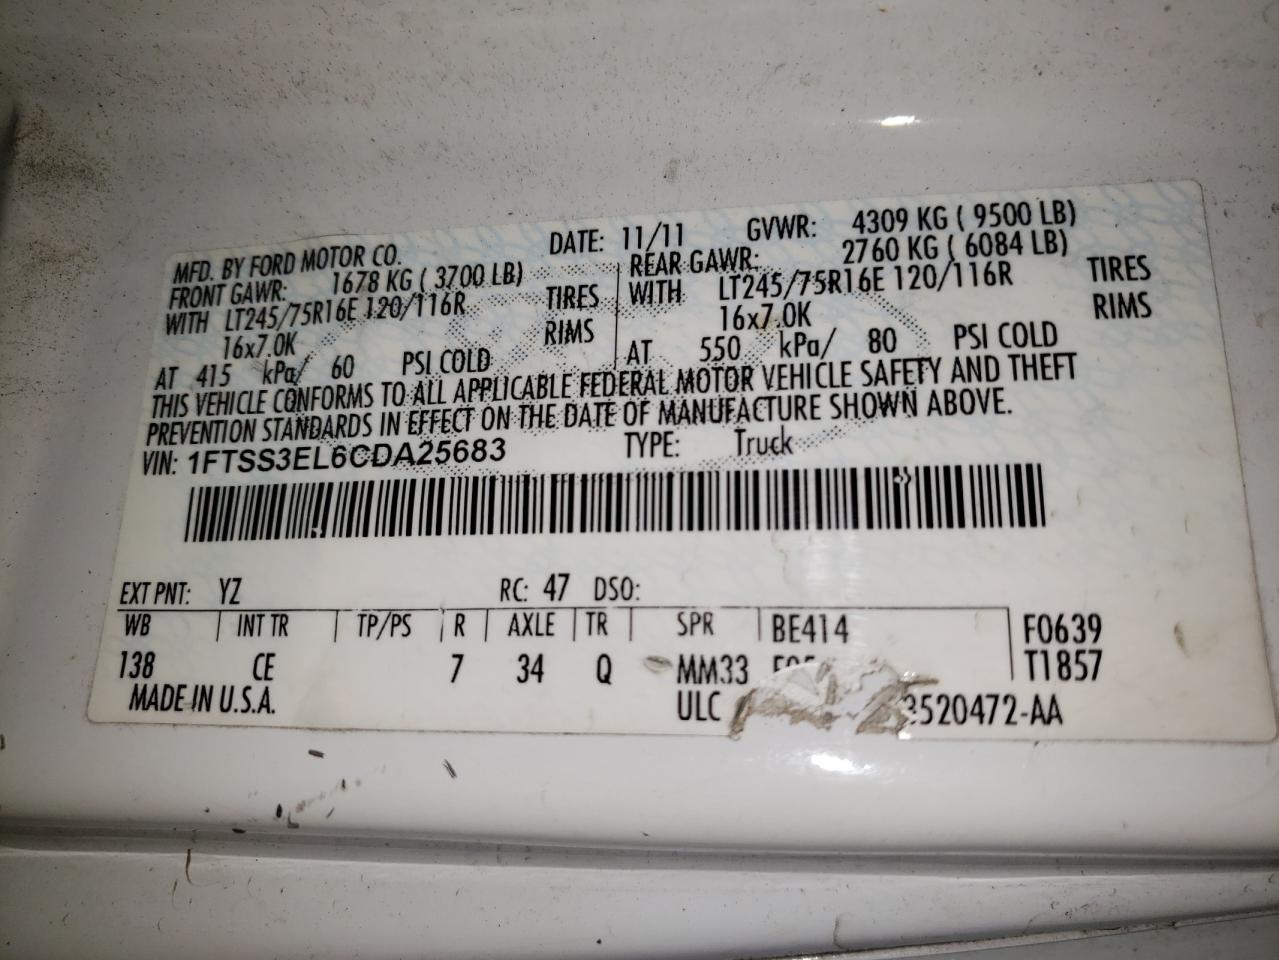 MFD. BY FORD MOTOR CO. DATE: 11/11 GVWR: 4309 KG ( 9500 LB)
FRONT GAWR: 1678 KG ( 3700 LB) REAR GAWR: 2760 KG ( 6084 LB)
WITH LT245/75R16E 120/116R TIRES WITH LT245/75R16E 120/116R TIRES
16x7.0K RIMS 16x7.0K RIMS
AT 415 kPa/ 60 PSI COLD AT 550 kPa/ 80 PSI COLD
THIS VEHICLE CONFORMS TO ALL APPLICABLE FEDERAL MOTOR VEHICLE SAFETY AND THEFT
PREVENTION STANDARDS IN EFFECT ON THE DATE OF MANUFACTURE SHOWN ABOVE.
VIN: 1FTSS3EL6CDA25683 TYPE: Truck
EXT PNT: YZ RC: 47 DSO:
WB INT TR TP/PS R AXLE TR SPR BE414 F0639
138 CE 7 34 Q MM33 T1857
MADE IN U.S.A. ULC 3520472-AA